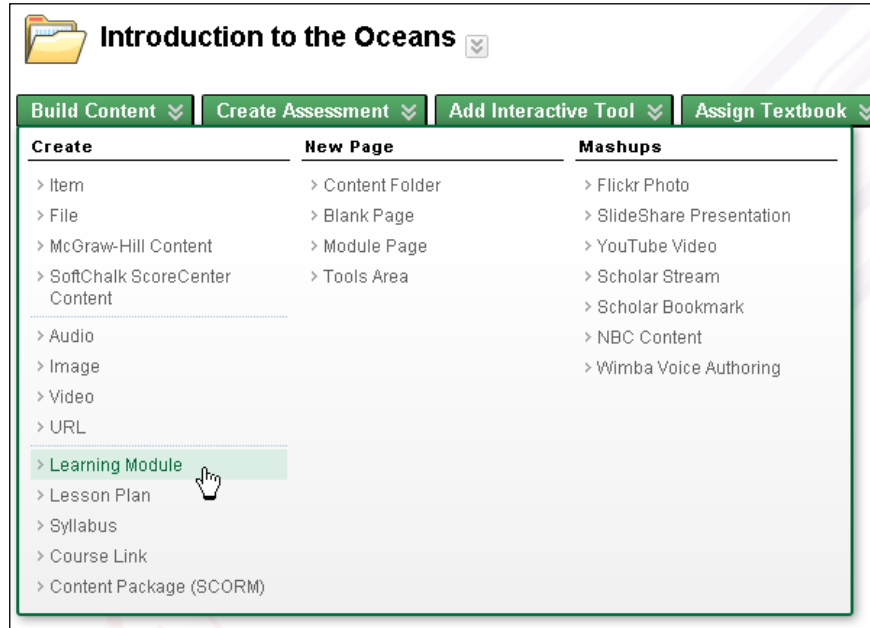 Introduction to the Oceans
Build Content
Create Assessment
Add Interactive Tool
Assign Textbook
Create
> Item
> File
> McGraw-Hill Content
> SoftChalk ScoreCenter
Content
> Audio
> Image
> Video
> URL
> Learning Module
> Lesson Plan
> Syllabus
> Course Link
> Content Package (SCORM)
New Page
> Content Folder
> Blank Page
> Module Page
> Tools Area
Mashups
> Flickr Photo
> SlideShare Presentation
> YouTube Video
> Scholar Stream
> Scholar Bookmark
> NBC Content
> Wimba Voice Authoring